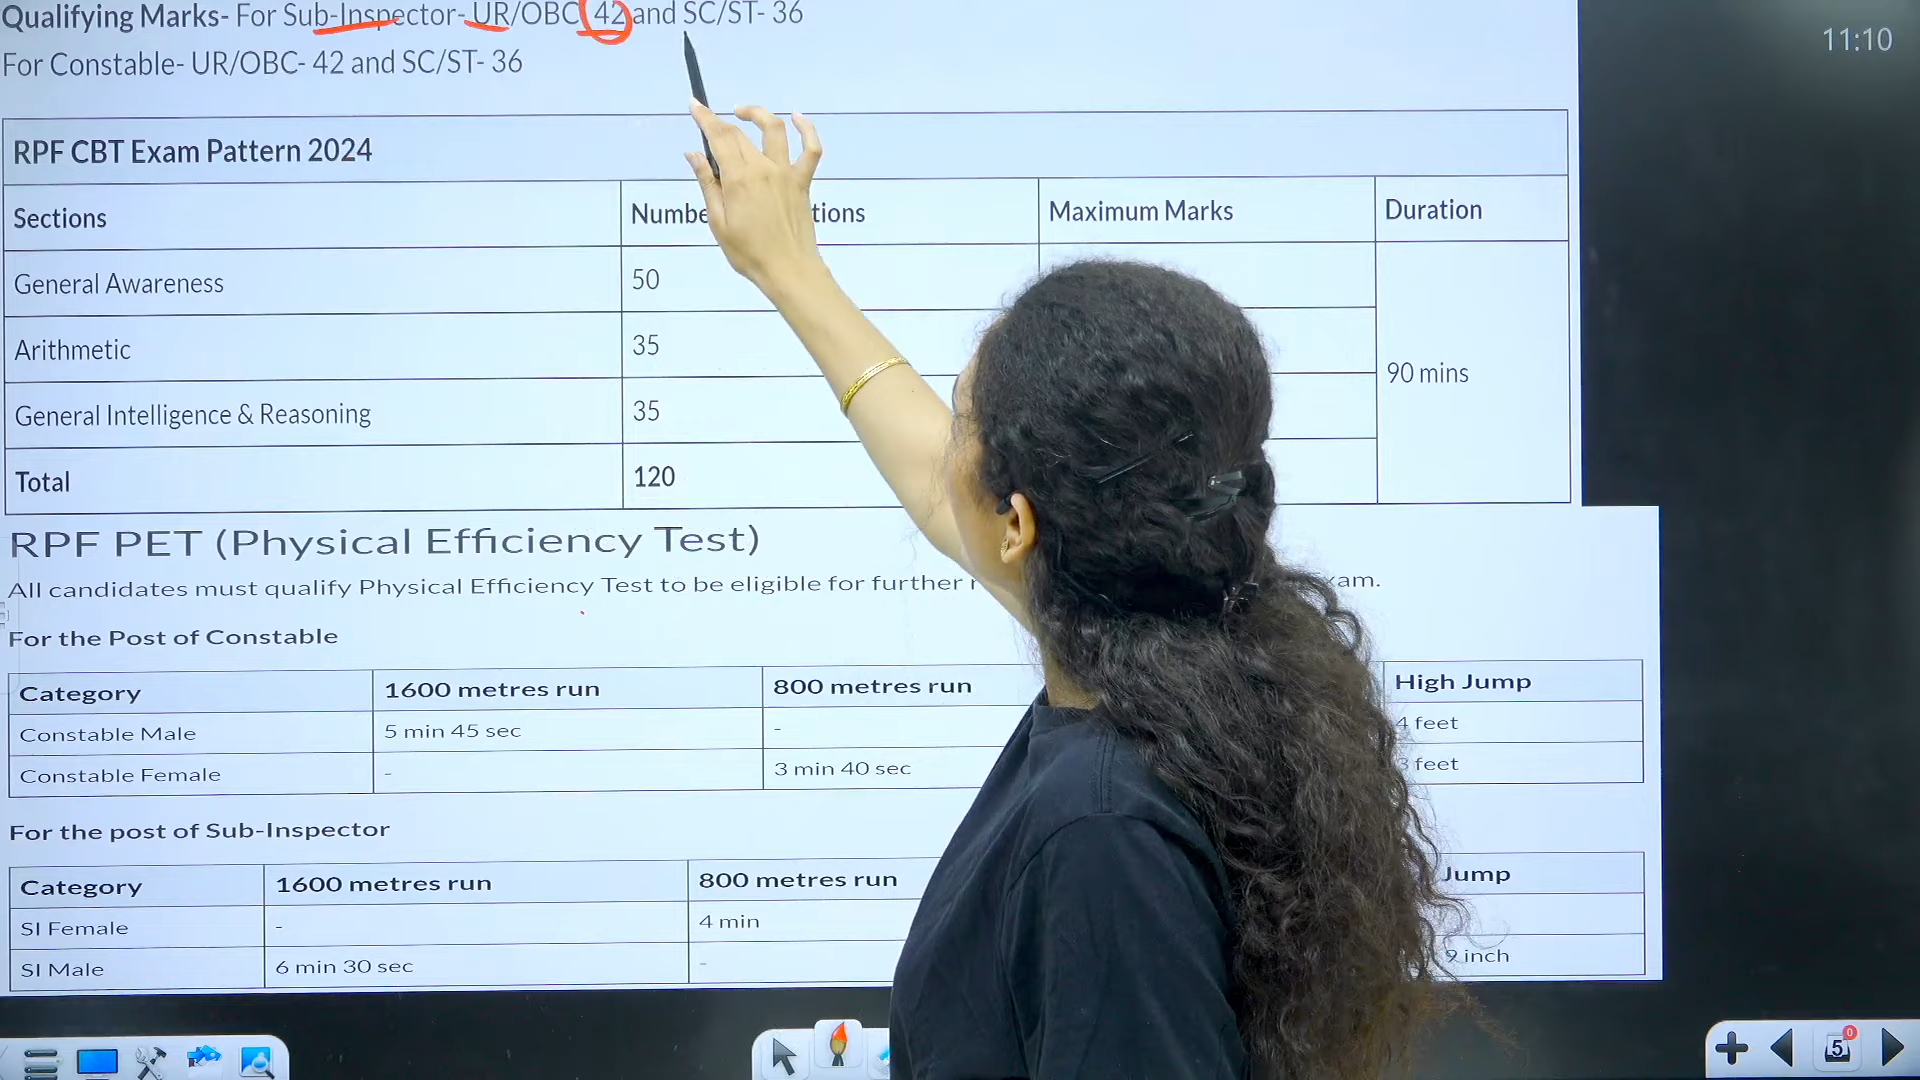 Qualifying Marks- For Sub-Inspector- UR/OBC 42 and SC/ST- 36
For Constable- UR/OBC- 42 and SC/ST- 36
11:10
RPF CBT Exam Pattern 2024
Sections Maximum Marks Duration
General Awareness 50
Arithmetic 35
90 mins
General Intelligence & Reasoning 35
Total 120
RPF PET (Physical Efficiency Test)
All candidates must qualify Physical Efficiency Test to be eligible for further
For the Post of Constable
Category 1600 metres run 800 metres run High Jump
Constable Male 5 min 45 sec - 4 feet
Constable Female - 3 min 40 sec 3 feet
For the post of Sub-Inspector
Category 1600 metres run 800 metres run Jump
SI Female - 4 min
SI Male 6 min 30 sec - 9 inch
5 0